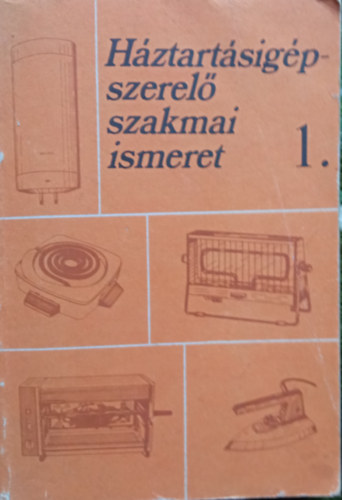 Háztartásigép-
szerelő
szakmai
ismeret 1.